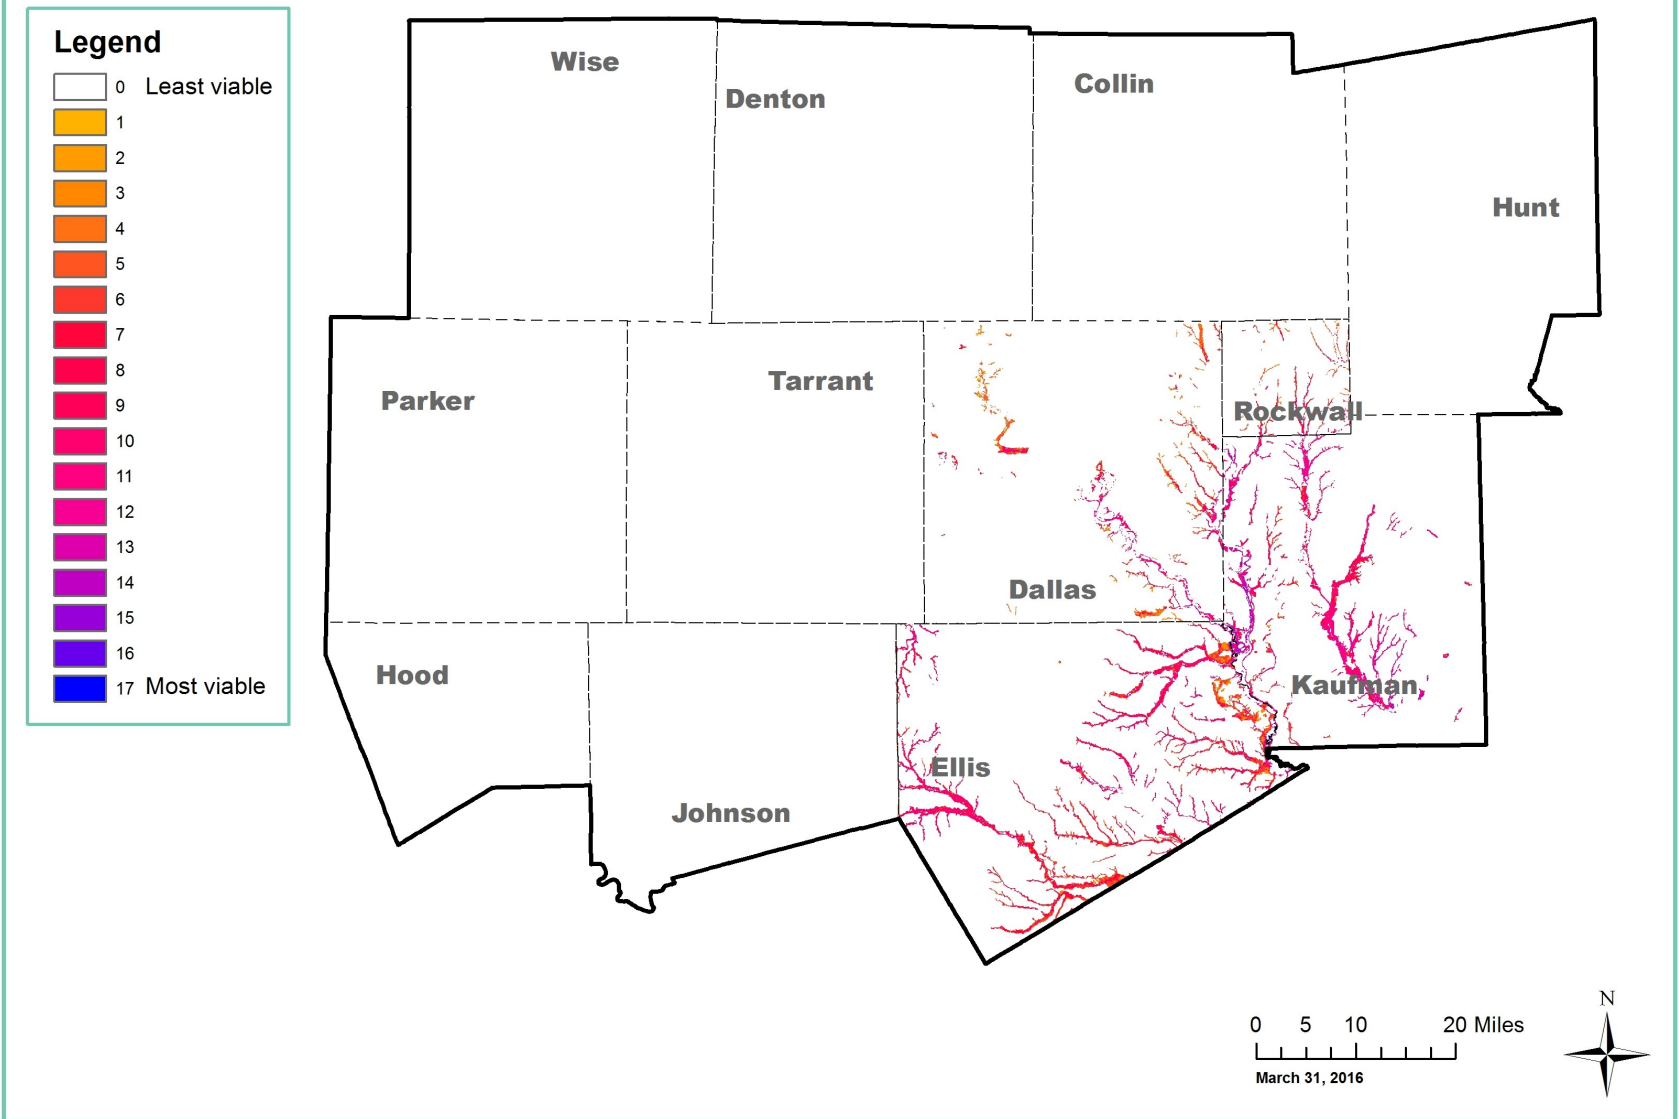 Legend
0 Least viable
1
2
3
4
5
6
7
8
9
10
11
12
13
14
15
16
17 Most viable
Wise
Denton
Collin
Hunt
Parker
Tarrant
Rockwall
Dallas
Hood
Kaufman
Ellis
Johnson
N
0 5 10 20 Miles
March 31, 2016